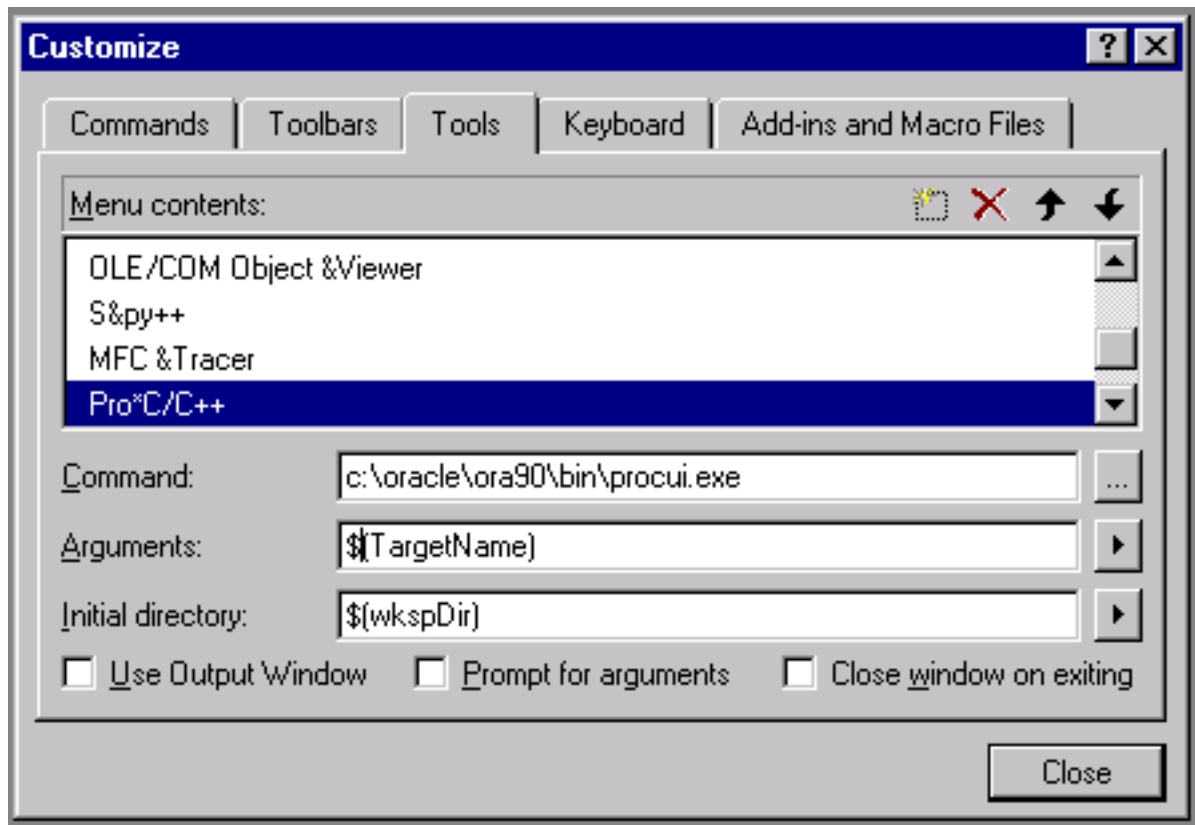 Customize
Commands Toolbars Tools Keyboard Add-ins and Macro Files
Menu contents:
OLE/COM Object &Viewer
S&py++
MFC &Tracer
Pro*C/C++
Command: c:\oracle\ora90\bin\procui.exe ...
Arguments: $(TargetName)
Initial directory: $(wkspDir)
Use Output Window Prompt for arguments Close window on exiting
Close